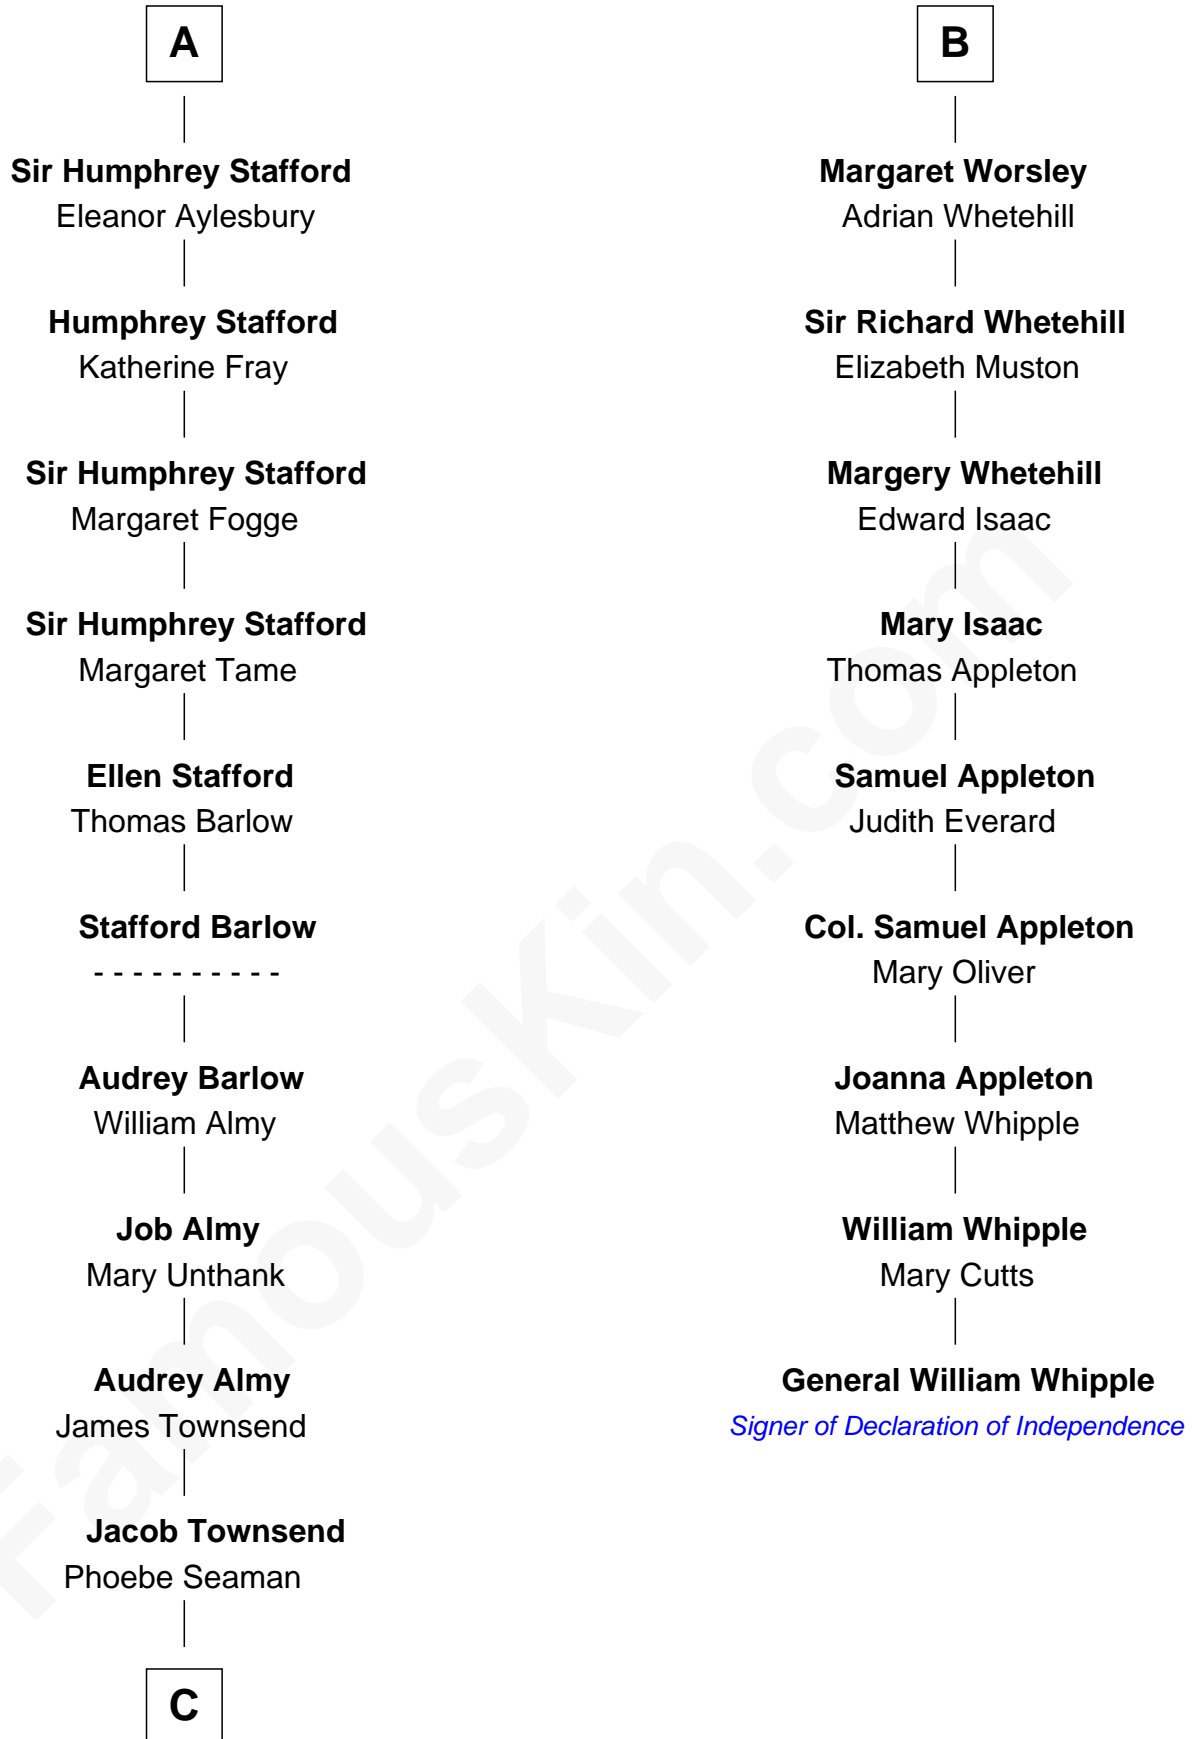 A
Sir Humphrey Stafford
Eleanor Aylesbury
Humphrey Stafford
Katherine Fray
Sir Humphrey Stafford
Margaret Fogge
Sir Humphrey Stafford
Margaret Tame
Ellen Stafford
Thomas Barlow
Stafford Barlow
- - - - - - - - - -
Audrey Barlow
William Almy
Job Almy
Mary Unthank
Audrey Almy
James Townsend
Jacob Townsend
Phoebe Seaman
C
B
Margaret Worsley
Adrian Whetehill
Sir Richard Whetehill
Elizabeth Muston
Margery Whetehill
Edward Isaac
Mary Isaac
Thomas Appleton
Samuel Appleton
Judith Everard
Col. Samuel Appleton
Mary Oliver
Joanna Appleton
Matthew Whipple
William Whipple
Mary Cutts
General William Whipple
Signer of Declaration of Independence
FamousKin.com